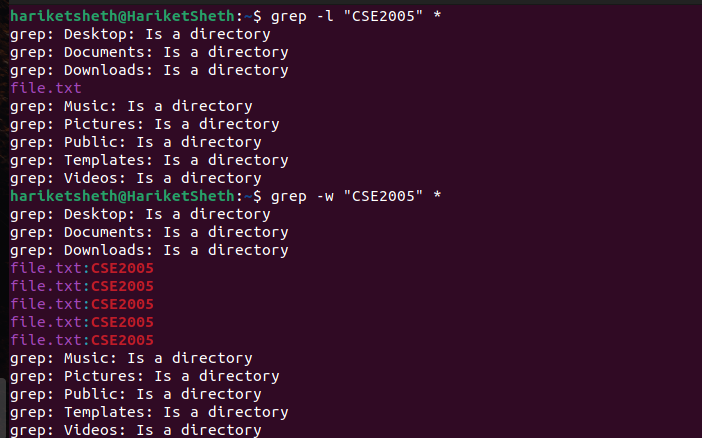 hariketsheth@HariketSheth:~$ grep -l "CSE2005" *
grep: Desktop: Is a directory
grep: Documents: Is a directory
grep: Downloads: Is a directory
file.txt
grep: Music: Is a directory
grep: Pictures: Is a directory
grep: Public: Is a directory
grep: Templates: Is a directory
grep: Videos: Is a directory
hariketsheth@HariketSheth:~$ grep -w "CSE2005" *
grep: Desktop: Is a directory
grep: Documents: Is a directory
grep: Downloads: Is a directory
file.txt:CSE2005
file.txt:CSE2005
file.txt:CSE2005
file.txt:CSE2005
file.txt:CSE2005
grep: Music: Is a directory
grep: Pictures: Is a directory
grep: Public: Is a directory
grep: Templates: Is a directory
grep: Videos: Is a directory